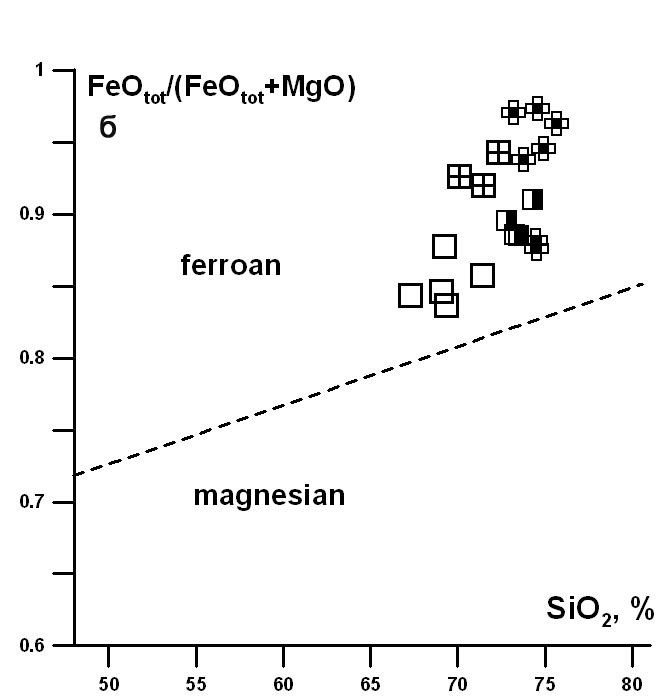 1
FeOtot/(FeOtot+MgO)
б
0.9
ferroan
0.8
0.7
magnesian
SiO2, %
0.6
50 55 60 65 70 75 80